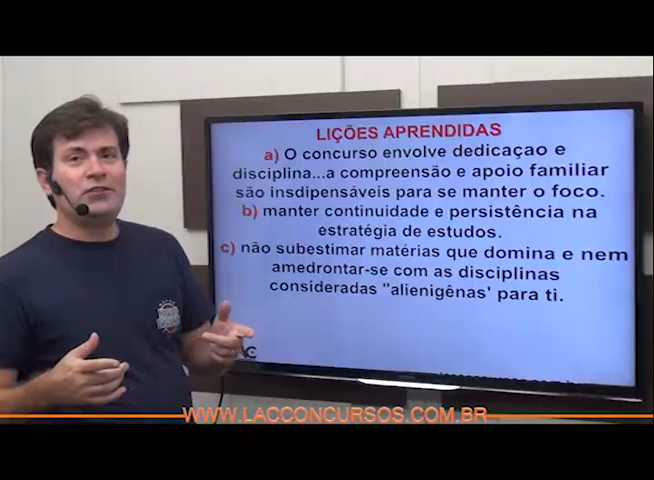 LIÇÕES APRENDIDAS
a) O concurso envolve dedicaçao e
disciplina...a compreensão e apoio familiar
são insdipensáveis para se manter o foco.
b) manter continuidade e persistência na
estratégia de estudos.
c) não subestimar matérias que domina e nem
amedrontar-se com as disciplinas
consideradas "alienigênas' para ti.
WWW.LACCONCURSOS.COM.BR